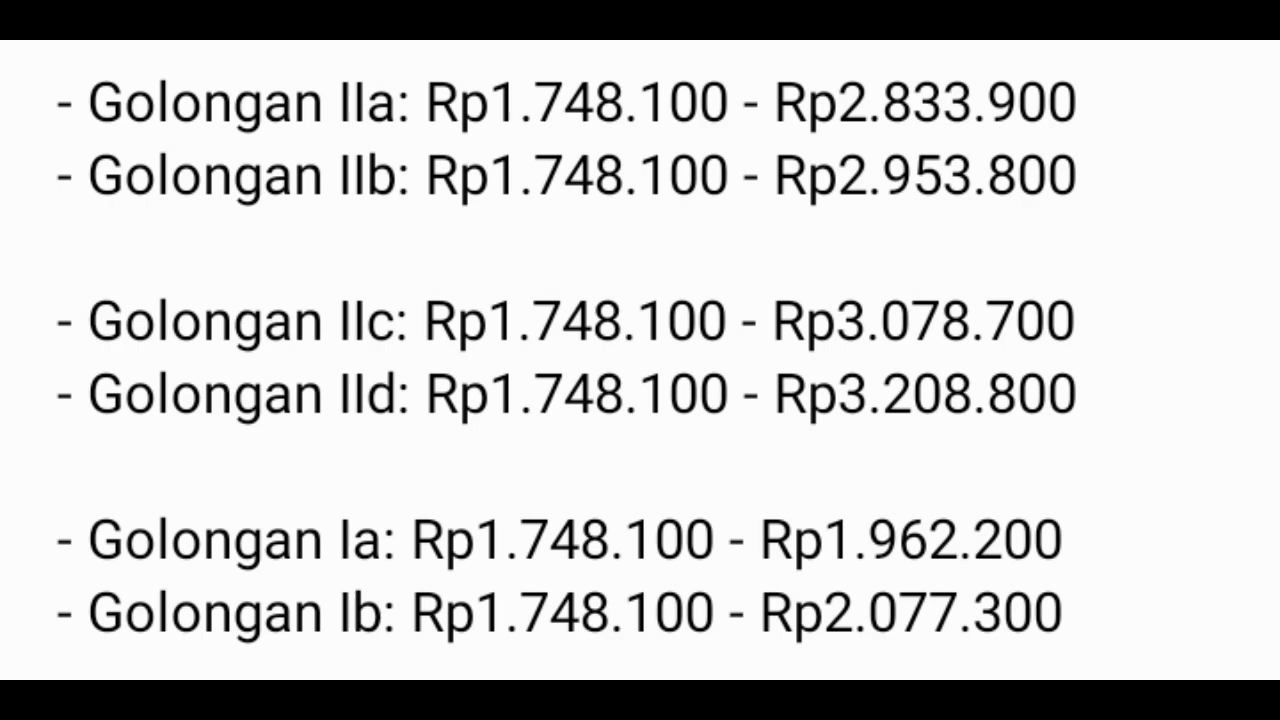 - Golongan IIa: Rp1.748.100 - Rp2.833.900
- Golongan IIb: Rp1.748.100 - Rp2.953.800
- Golongan IIc: Rp1.748.100 - Rp3.078.700
- Golongan IId: Rp1.748.100 - Rp3.208.800
- Golongan Ia: Rp1.748.100 - Rp1.962.200
- Golongan Ib: Rp1.748.100 - Rp2.077.300